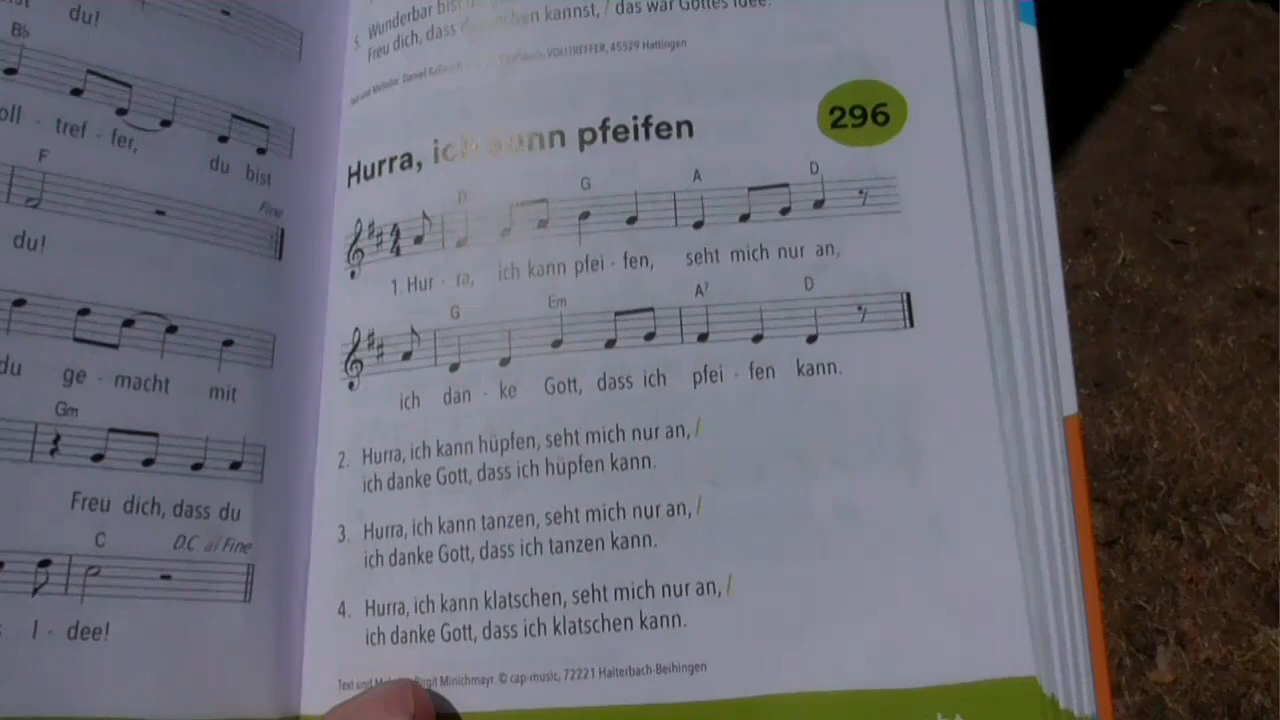 du!
Bb
oll - tref - fer,
du bist
F
Fine
du!
du ge - macht mit
Gm
Freu dich, dass du
C
D.C. al Fine
I - dee!
5. Wunderbar bist
Freu dich, dass kannst, / das war Gottes Idee.
VOLLTREFFER, 45529 Hattingen
296
Hurra, ich kann pfeifen
D G A D
1. Hur - ra, ich kann pfei - fen, seht mich nur an,
G Em A7 D
ich dan - ke Gott, dass ich pfei - fen kann.
2. Hurra, ich kann hüpfen, seht mich nur an, /
ich danke Gott, dass ich hüpfen kann.
3. Hurra, ich kann tanzen, seht mich nur an, /
ich danke Gott, dass ich tanzen kann.
4. Hurra, ich kann klatschen, seht mich nur an, /
ich danke Gott, dass ich klatschen kann.
Text und Birgit Minichmayr © cap-music, 72221 Haiterbach-Beihingen